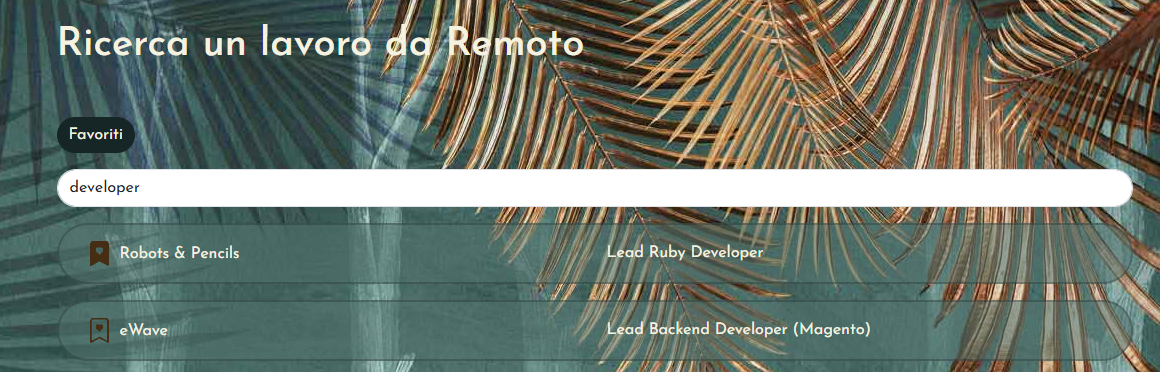 Ricerca un lavoro da Remoto
Favoriti
developer
Robots & Pencils Lead Ruby Developer
eWave Lead Backend Developer (Magento)